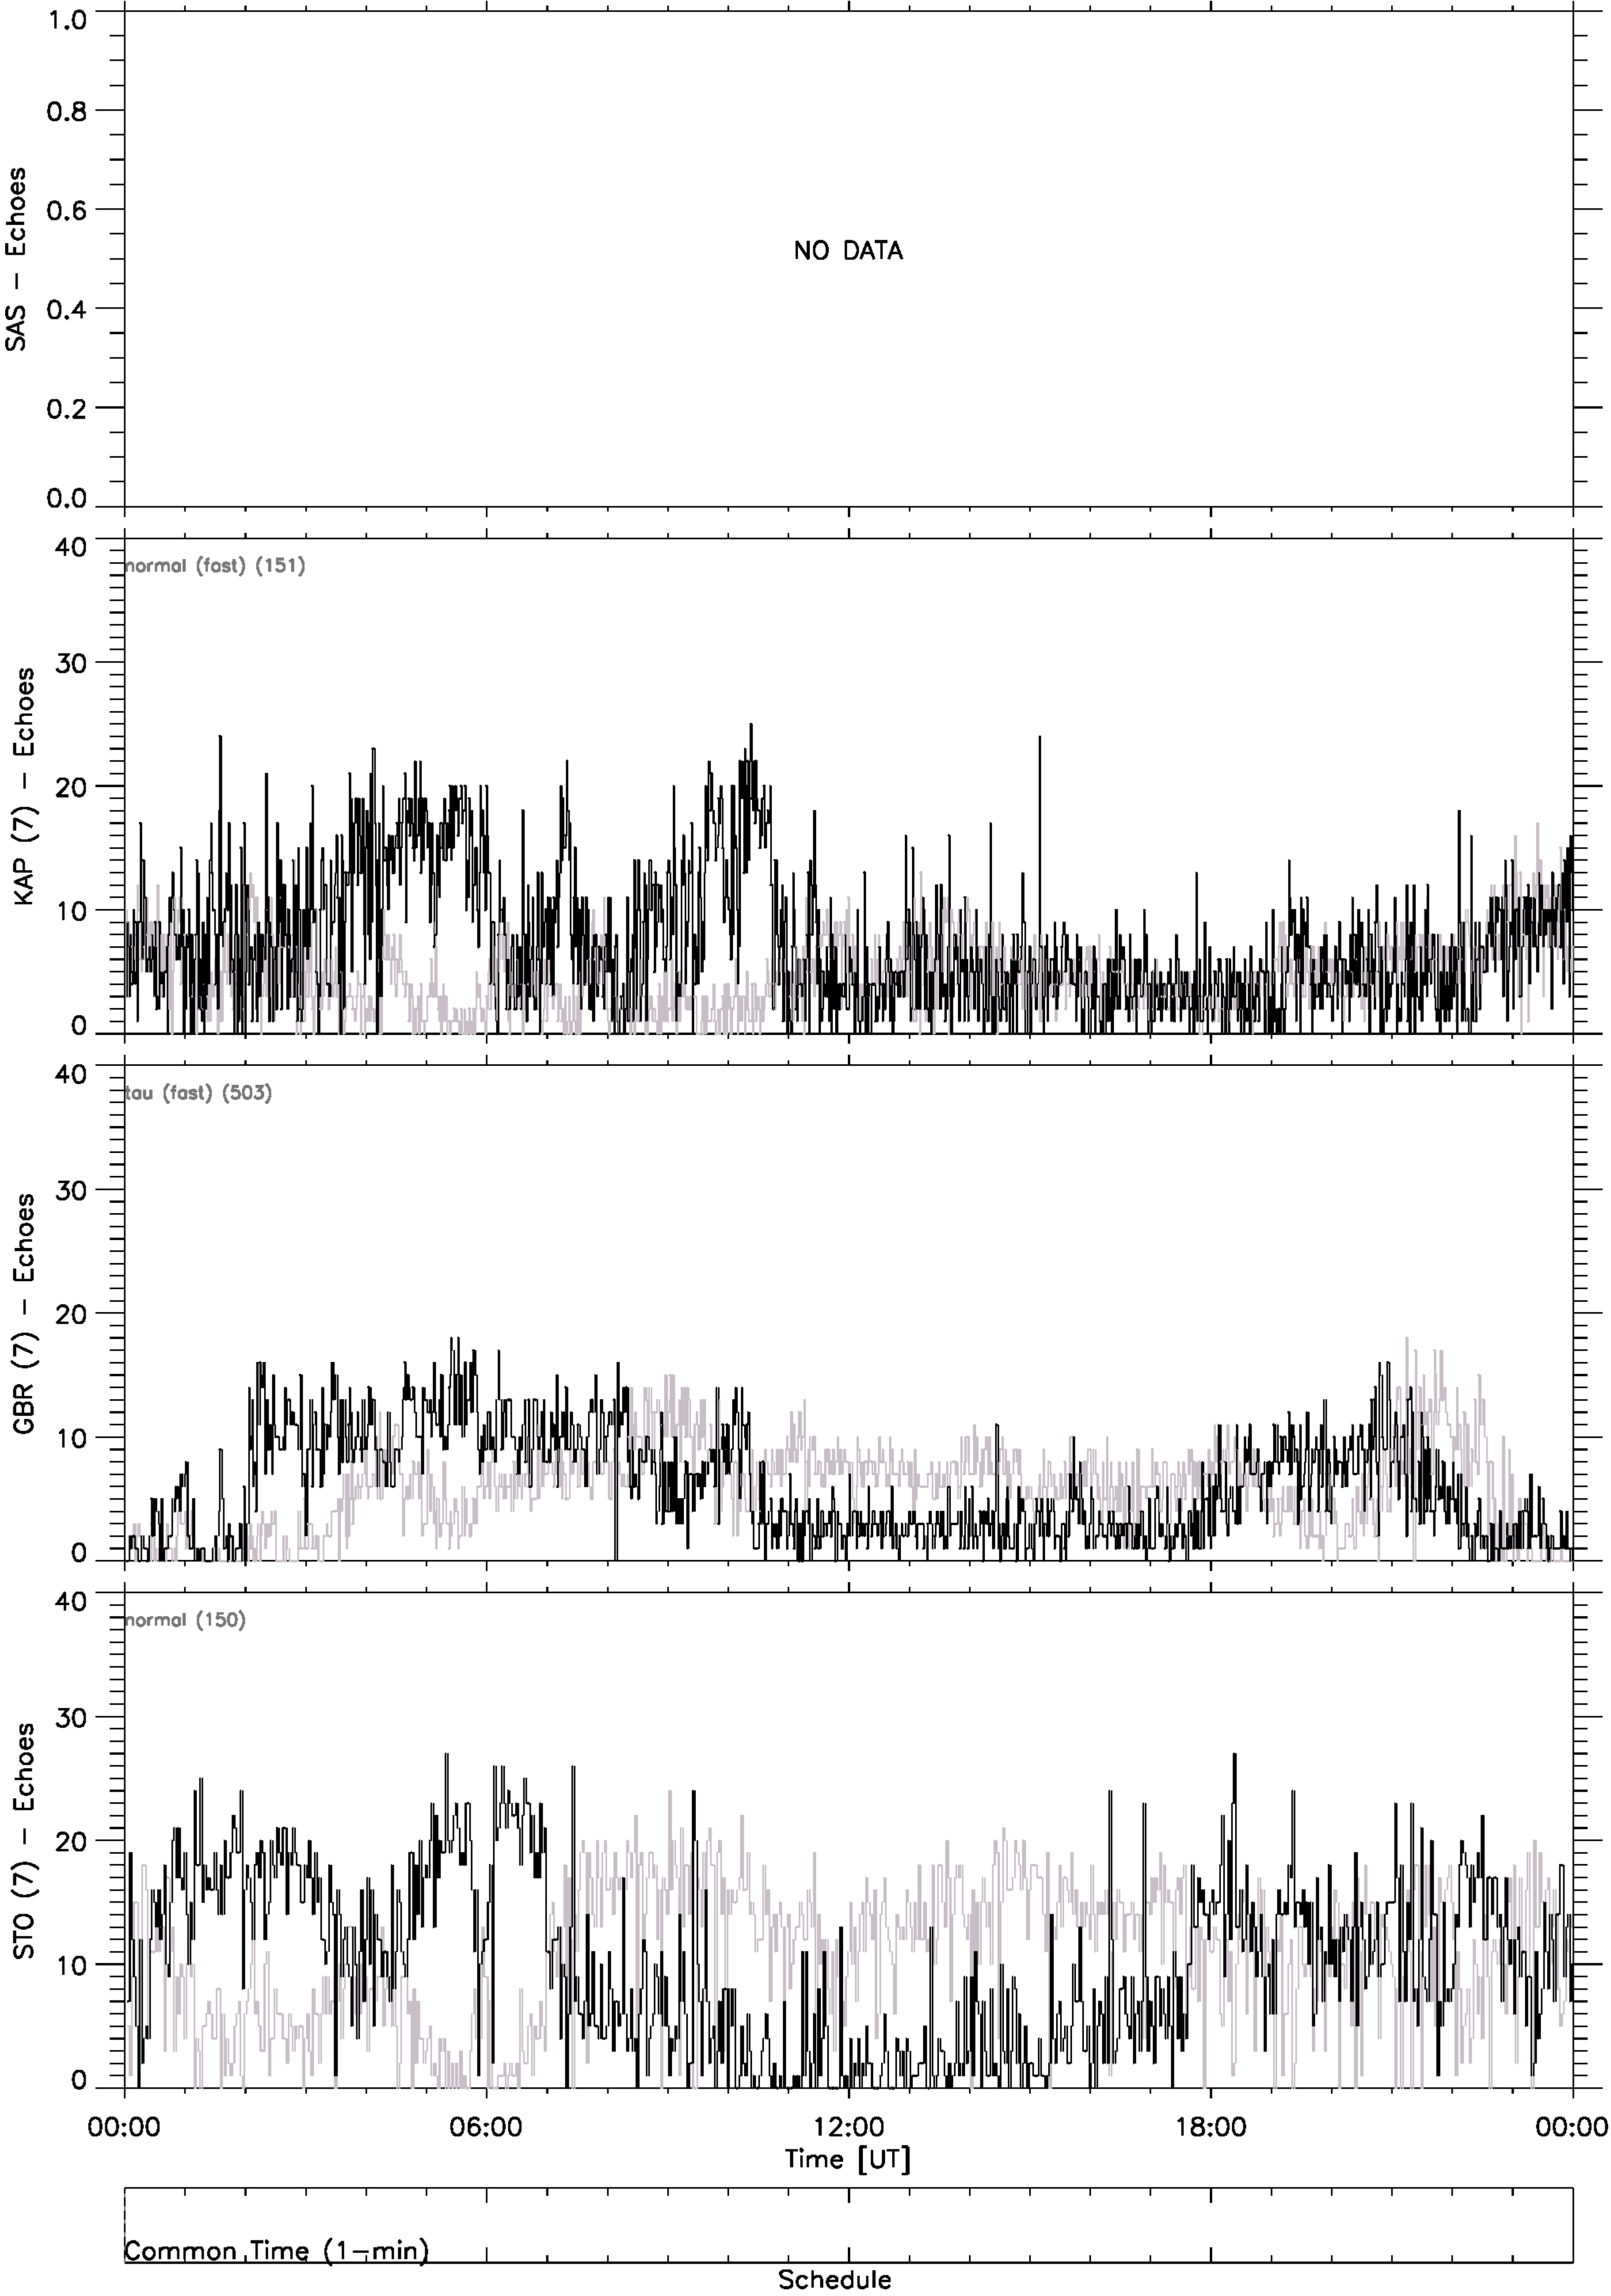 1.0
0.8
0.6
0.4
0.2
0.0
SAS – Echoes
NO DATA
40
30
20
10
0
KAP (7) – Echoes
normal (fast) (151)
40
30
20
10
0
GBR (7) – Echoes
tau (fast) (503)
40
30
20
10
0
STO (7) – Echoes
normal (150)
00:00 06:00 12:00 18:00 00:00
Time [UT]
Common Time (1–min)
Schedule